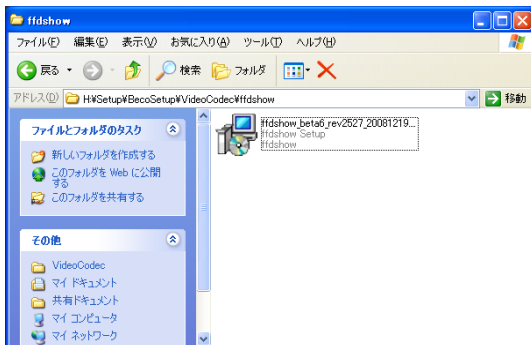 ffdshow
ファイル(F) 編集(E) 表示(V) お気に入り(A) ツール(T) ヘルプ(H)
戻る 検索 フォルダ
アドレス(D) H:¥Setup¥BecoSetup¥VideoCodec¥ffdshow 移動
ファイルとフォルダのタスク
新しいフォルダを作成する
このフォルダを Web に公開
する
このフォルダを共有する
その他
VideoCodec
マイ ドキュメント
共有ドキュメント
マイ コンピュータ
マイ ネットワーク
ffdshow_beta6_rev2527_20081219...
ffdshow Setup
ffdshow